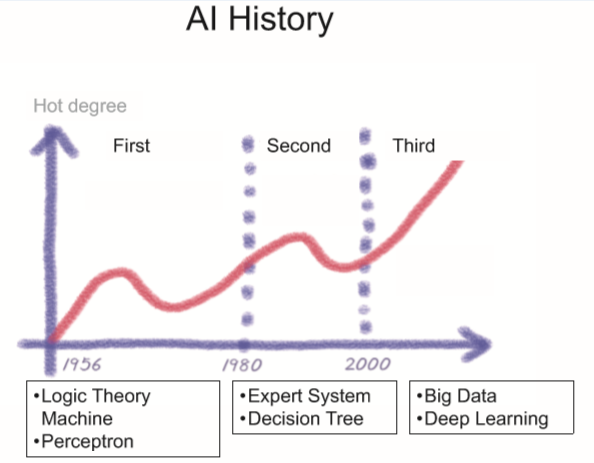 AI History
Hot degree
First
Second
Third
1956
1980
2000
•Logic Theory
Machine
•Perceptron
•Expert System
•Decision Tree
•Big Data
•Deep Learning